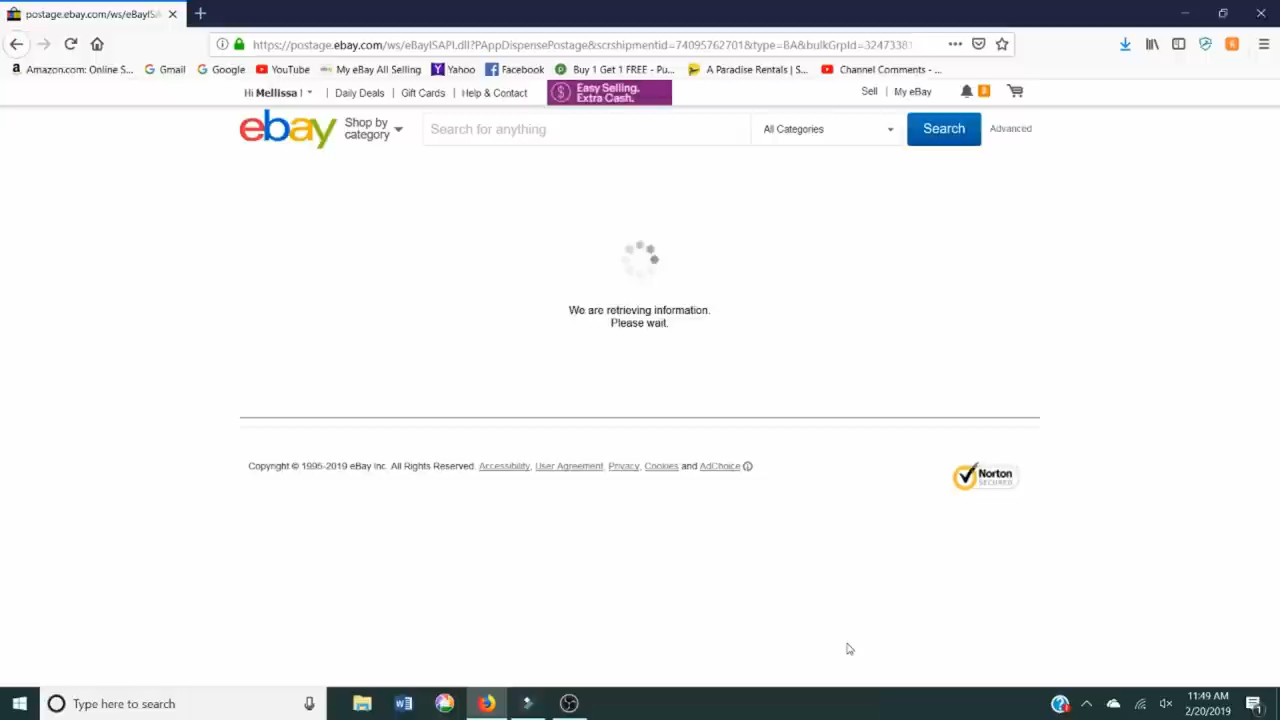 postage.ebay.com/ws/eBayIS
https://postage.ebay.com/ws/eBayISAPI.dll?PAppDispensePostage&scrshipmentid=74095762701&type=BA&bulkGrpId=3247338
Amazon.com: Online S...
Gmail
Google
YouTube
My eBay All Selling
Yahoo
Facebook
Buy 1 Get 1 FREE - Pu...
A Paradise Rentals | S...
Channel Comments - ...
Hi Mellissa !
Daily Deals
Gift Cards
Help & Contact
Easy Selling.
Extra Cash.
Sell
My eBay
8
ebay
Shop by
category
Search for anything
All Categories
Search
Advanced
We are retrieving information.
Please wait.
Copyright © 1995-2019 eBay Inc. All Rights Reserved. Accessibility, User Agreement, Privacy, Cookies and AdChoice
Norton
SECURED
Type here to search
11:49 AM
2/20/2019